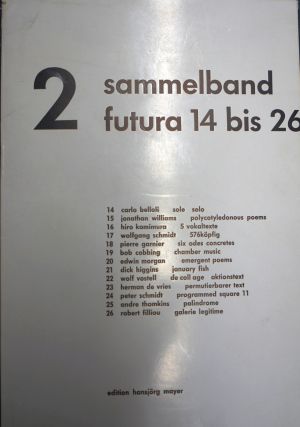 2 sammelband
futura 14 bis 26
14 carlo belloli sole solo
15 jonathan williams polycotyledonous poems
16 hiro kamimura 5 vokaltexte
17 wolfgang schmidt 576köpfig
18 pierre garnier six odes concretes
19 bob cobbing chamber music
20 edwin morgan emergent poems
21 dick higgins january fish
22 wolf vostell de coll age aktionstext
23 herman de vries permutierbarer text
24 peter schmidt programmed square 11
25 andre thomkins palindrome
26 robert filliou galerie legitime
edition hansjörg mayer